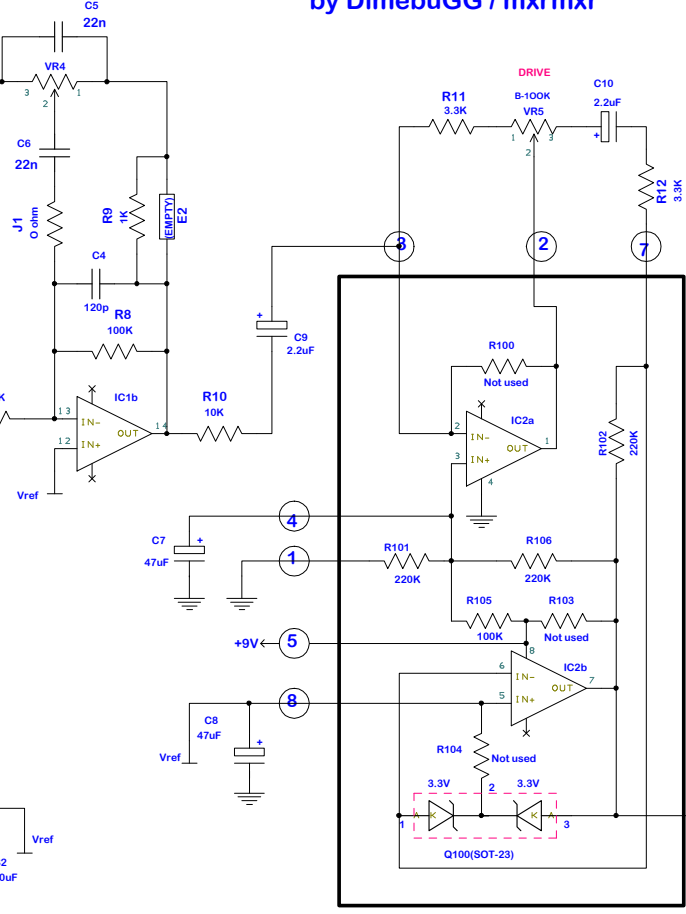 C5
22n
VR4
3
1
2
C6
22n
J1
O ohm
R9
1K
(EMPTY)
E2
C4
120p
R8
100K
K
13
IN-
12
IN+
OUT
14
IC1b
Vref
R10
10K
+
C9
2.2uF
DRIVE
B-1OOK
VR5
R11
3.3K
1
3
2
C10
2.2uF
+
R12
3.3K
3
2
7
R100
Not used
IC2a
2
IN-
3
IN+
OUT
1
4
R102
220K
4
C7
47uF
+
1
R101
220K
R106
220K
R105
100K
R103
Not used
+9V
5
8
IC2b
6
IN-
5
IN+
OUT
7
8
C8
47uF
+
Vref
R104
Not used
3.3V
2
3.3V
1
A
K
K
A
3
Q100(SOT-23)
Vref